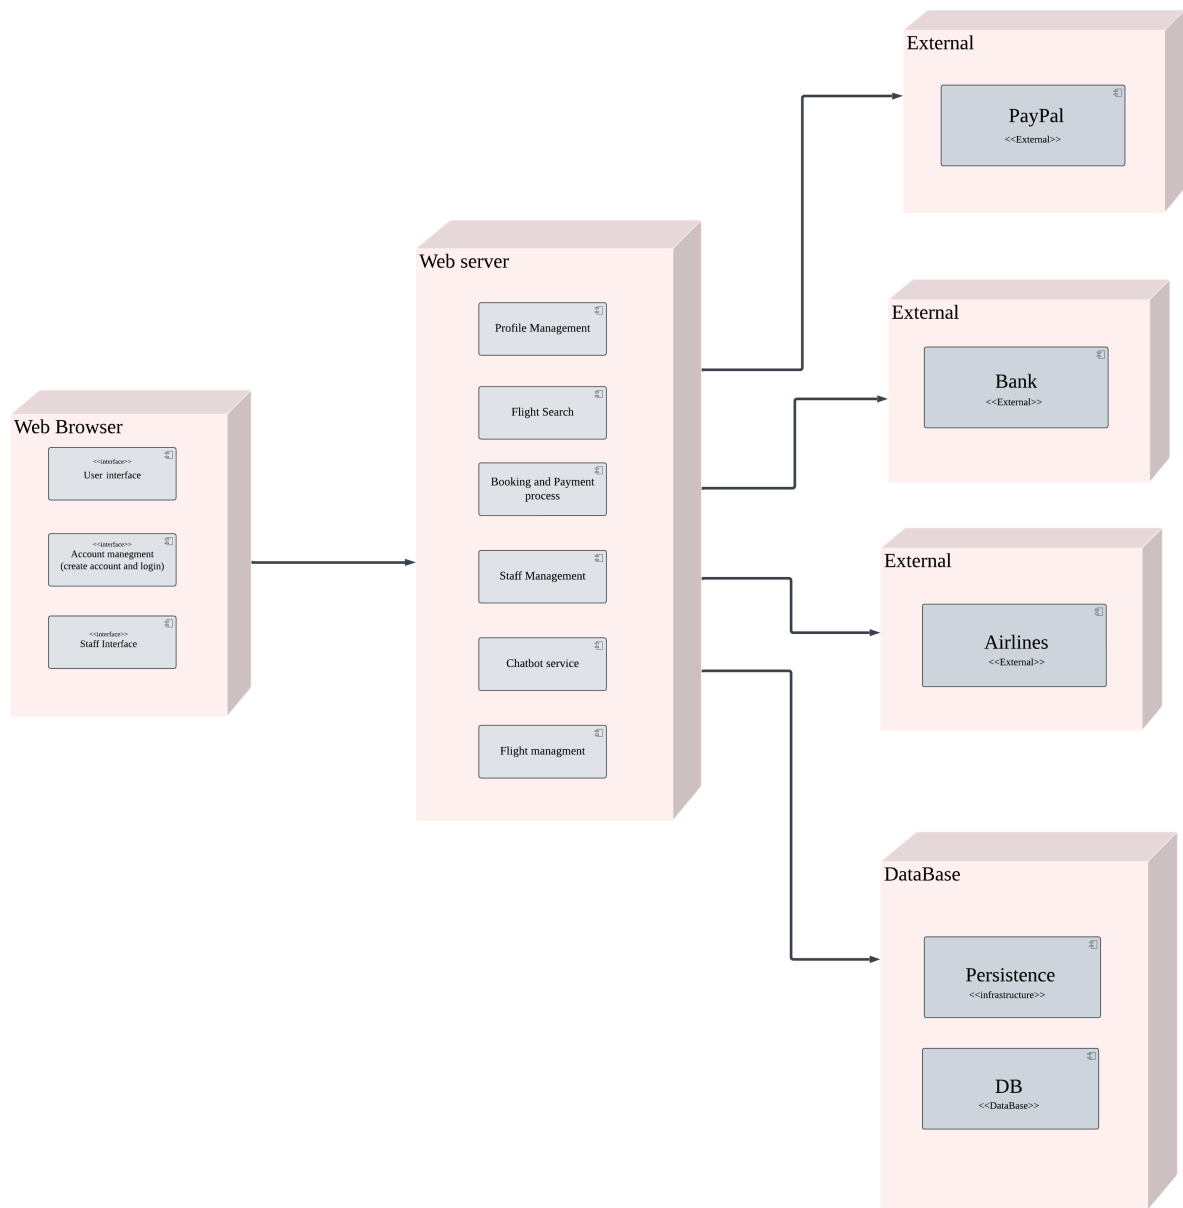 External
PayPal
<<External>>
Web server
Profile Management
Flight Search
Booking and Payment
process
Staff Management
Chatbot service
Flight managment
External
Bank
<<External>>
Web Browser
<<interface>>
User interface
<<interface>>
Account manegment
(create account and login)
<<interface>>
Staff Interface
External
Airlines
<<External>>
DataBase
Persistence
<<infrastructure>>
DB
<<DataBase>>